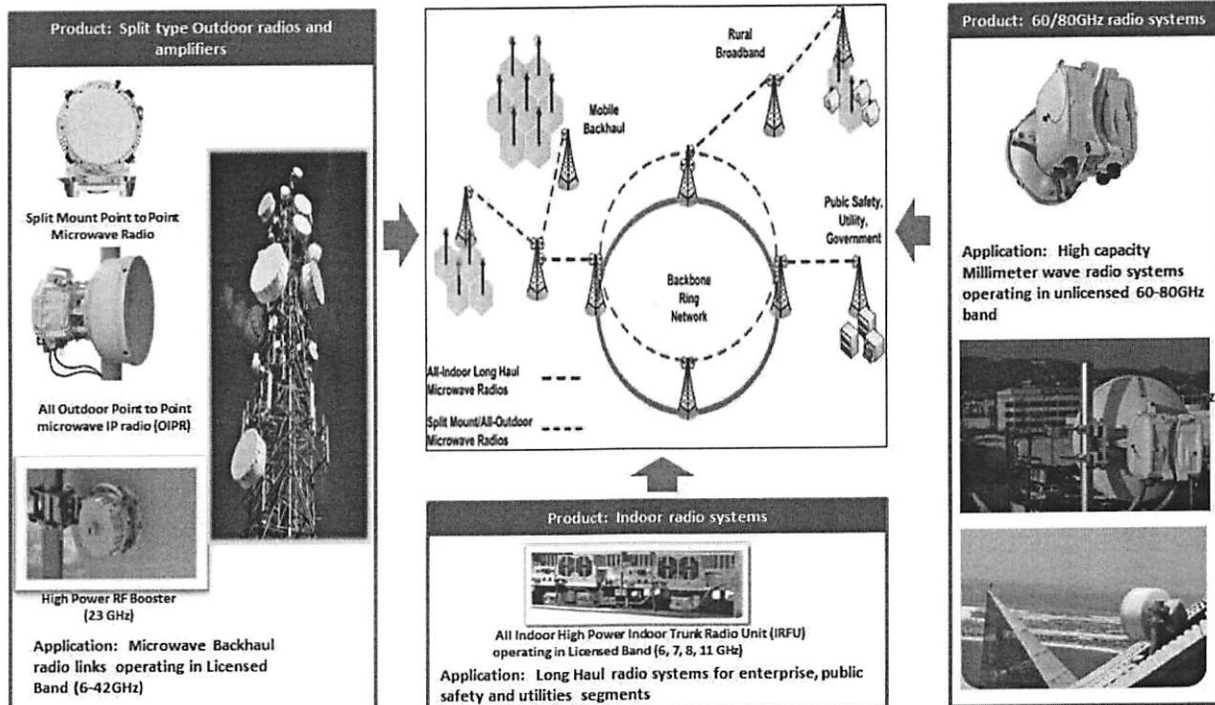 Product: Split type Outdoor radios and
amplifiers
Split Mount Point to Point
Microwave Radio
All Outdoor Point to Point
microwave IP radio (OIPR)
High Power RF Booster
(23 GHz)
Application: Microwave Backhaul
radio links operating in Licensed
Band (6-42GHz)
Rural
Broadband
Mobile
Backhaul
Pubic Safety,
Utility,
Government
Backbone
Ring
Network
All-Indoor Long Haul
Microwave Radios
Split Mount/All-Outdoor
Microwave Radios
Product: Indoor radio systems
All Indoor High Power Indoor Trunk Radio Unit (IRFU)
operating in Licensed Band (6, 7, 8, 11 GHz)
Application: Long Haul radio systems for enterprise, public
safety and utilities segments
Product: 60/80GHz radio systems
Application: High capacity
Millimeter wave radio systems
operating in unlicensed 60-80GHz
band